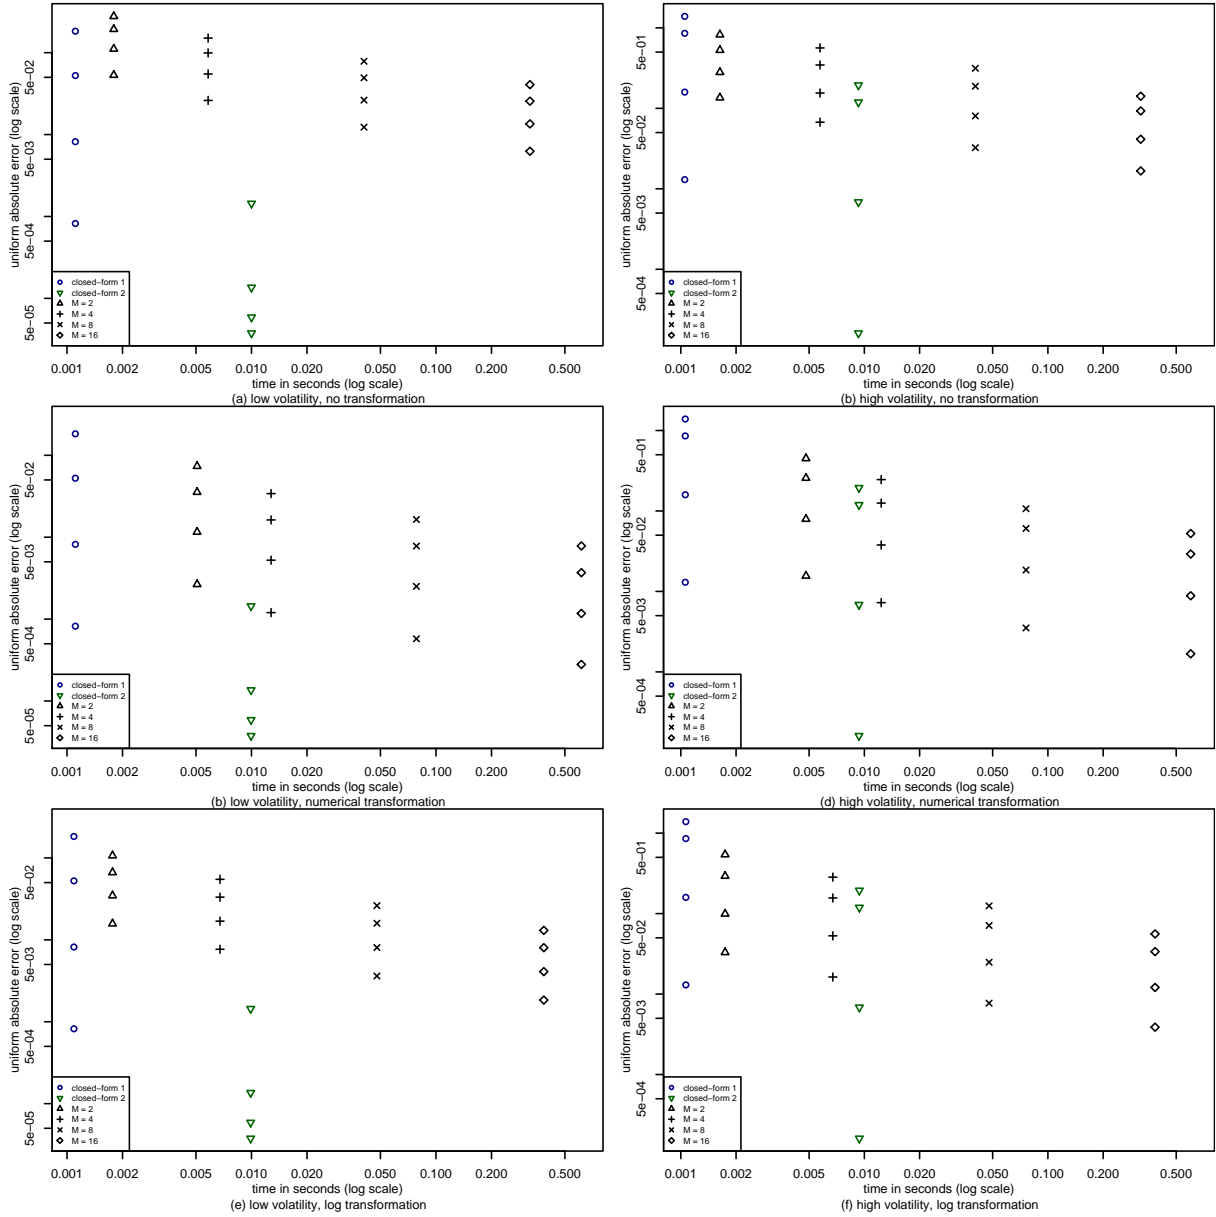 uniform absolute error (log scale)
5e−02
5e−03
5e−04
5e−05
closed−form 1
closed−form 2
M = 2
M = 4
M = 8
M = 16
0.001 0.002 0.005 0.010 0.020 0.050 0.100 0.200 0.500
time in seconds (log scale)
(a) low volatility, no transformation
uniform absolute error (log scale)
5e−01
5e−02
5e−03
5e−04
closed−form 1
closed−form 2
M = 2
M = 4
M = 8
M = 16
0.001 0.002 0.005 0.010 0.020 0.050 0.100 0.200 0.500
time in seconds (log scale)
(b) high volatility, no transformation
uniform absolute error (log scale)
5e−02
5e−03
5e−04
5e−05
closed−form 1
closed−form 2
M = 2
M = 4
M = 8
M = 16
0.001 0.002 0.005 0.010 0.020 0.050 0.100 0.200 0.500
time in seconds (log scale)
(b) low volatility, numerical transformation
uniform absolute error (log scale)
5e−01
5e−02
5e−03
5e−04
closed−form 1
closed−form 2
M = 2
M = 4
M = 8
M = 16
0.001 0.002 0.005 0.010 0.020 0.050 0.100 0.200 0.500
time in seconds (log scale)
(d) high volatility, numerical transformation
uniform absolute error (log scale)
5e−02
5e−03
5e−04
5e−05
closed−form 1
closed−form 2
M = 2
M = 4
M = 8
M = 16
0.001 0.002 0.005 0.010 0.020 0.050 0.100 0.200 0.500
time in seconds (log scale)
(e) low volatility, log transformation
uniform absolute error (log scale)
5e−01
5e−02
5e−03
5e−04
closed−form 1
closed−form 2
M = 2
M = 4
M = 8
M = 16
0.001 0.002 0.005 0.010 0.020 0.050 0.100 0.200 0.500
time in seconds (log scale)
(f) high volatility, log transformation